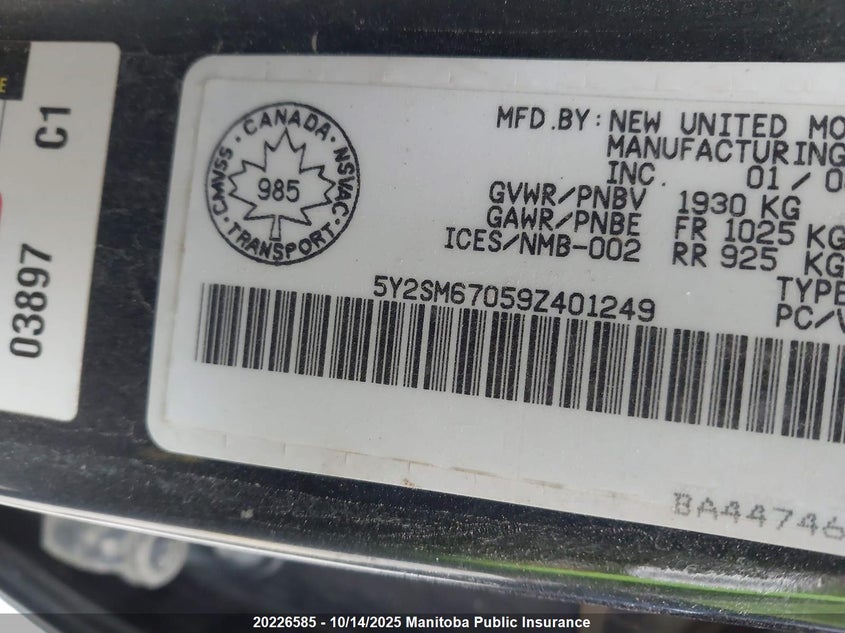 E
C1
03897
CANADA · NSVAC · TRANSPORT · CMVSS ·
985
MFD.BY: NEW UNITED MO
MANUFACTURING
INC. 01 / 0
GVWR/PNBV 1930 KG
GAWR/PNBE FR 1025 KG
ICES/NMB-002 RR 925 KG
5Y2SM67059Z401249
TYPE
PC/V
BA44746
20226585 - 10/14/2025 Manitoba Public Insurance